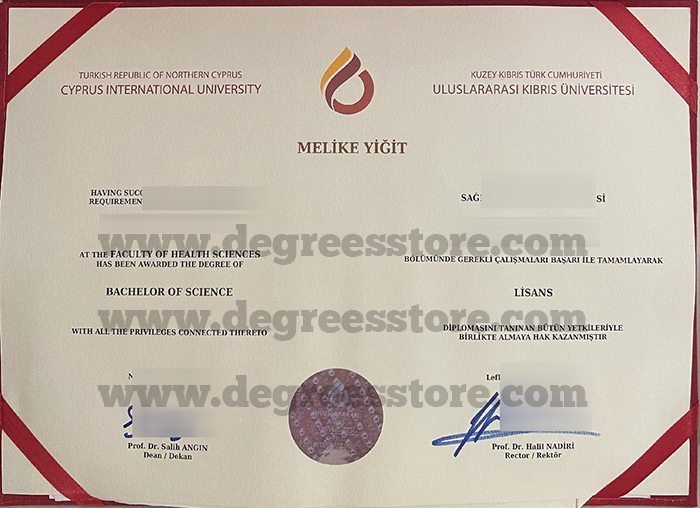 TURKISH REPUBLIC OF NORTHERN CYPRUS
CYPRUS INTERNATIONAL UNIVERSITY
KUZEY KIBRIS TÜRK CUMHURİYETİ
ULUSLARARASI KIBRIS ÜNİVERSİTESİ
MELİKE YİĞİT
HAVING
www.degreesstore.com
AT THE FACULTY OF HEALTH SCIENCES
HAS BEEN AWARDED THE DEGREE OF
BÖLÜMÜNDE GEREKLİ ÇALIŞMALARI BAŞARI İLE TAMAMLAYARAK
BACHELOR OF SCIENCE
LİSANS
www.degreesstore.com
WITH ALL THE PRIVILEGES CONNECTED THERETO
DİPLOMASINI TANINAN BÜTÜN YETKİLERİYLE
BİRLİKTE ALMAYA HAK KAZANMIŞTIR
www.degreesstore.com
Prof. Dr. Salih ANGIN
Dean / Dekan
Prof. Dr. Halil NADİRİ
Rector / Rektör